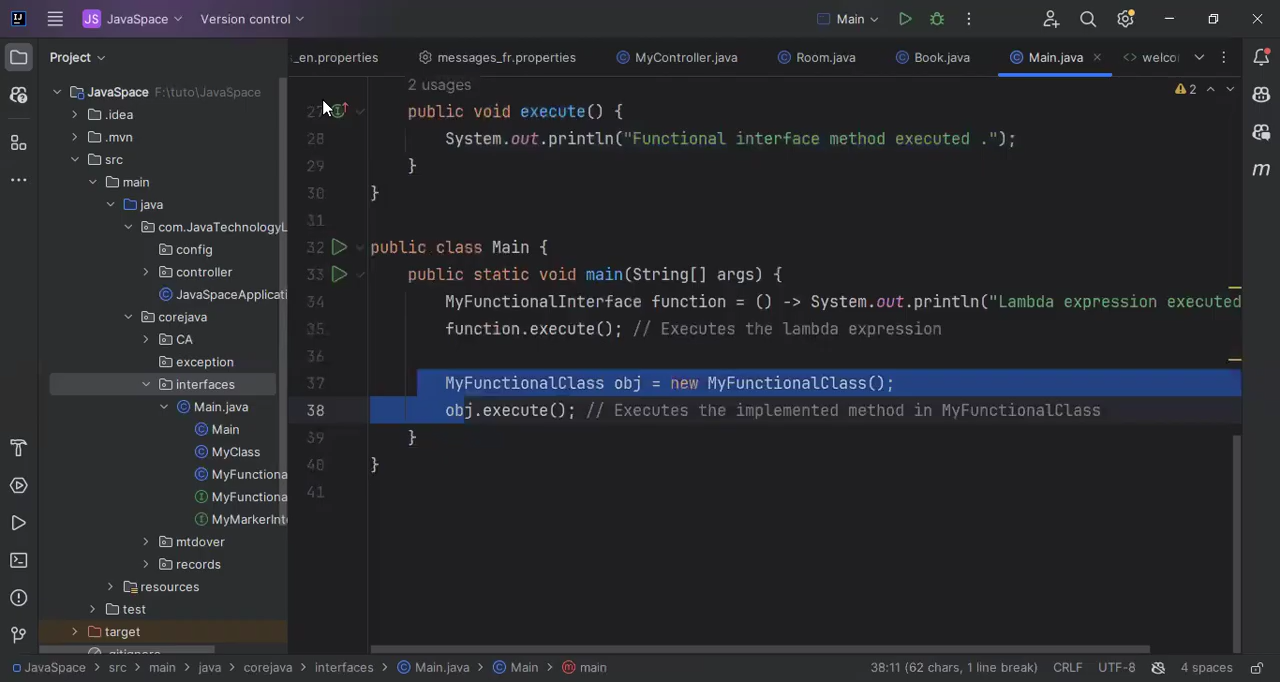 JS JavaSpace Version control Main
Project
_en.properties messages_fr.properties MyController.java Room.java Book.java Main.java welco
JavaSpace F:\tuto\JavaSpace
.idea
.mvn
src
main
java
com.JavaTechnologyL
config
controller
JavaSpaceApplicati
corejava
CA
exception
interfaces
Main.java
Main
MyClass
MyFunctiona
MyFunctiona
MyMarkerInte
mtdover
records
resources
test
target
.gitignore
2
2 usages
27 public void execute() {
28 System.out.println("Functional interface method executed .");
29 }
30 }
31
32 public class Main {
33 public static void main(String[] args) {
34 MyFunctionalInterface function = () -> System.out.println("Lambda expression executed
35 function.execute(); // Executes the lambda expression
36
37 MyFunctionalClass obj = new MyFunctionalClass();
38 obj.execute(); // Executes the implemented method in MyFunctionalClass
39 }
40 }
41
JavaSpace > src > main > java > corejava > interfaces > Main.java > Main > main 38:11 (62 chars, 1 line break) CRLF UTF-8 4 spaces